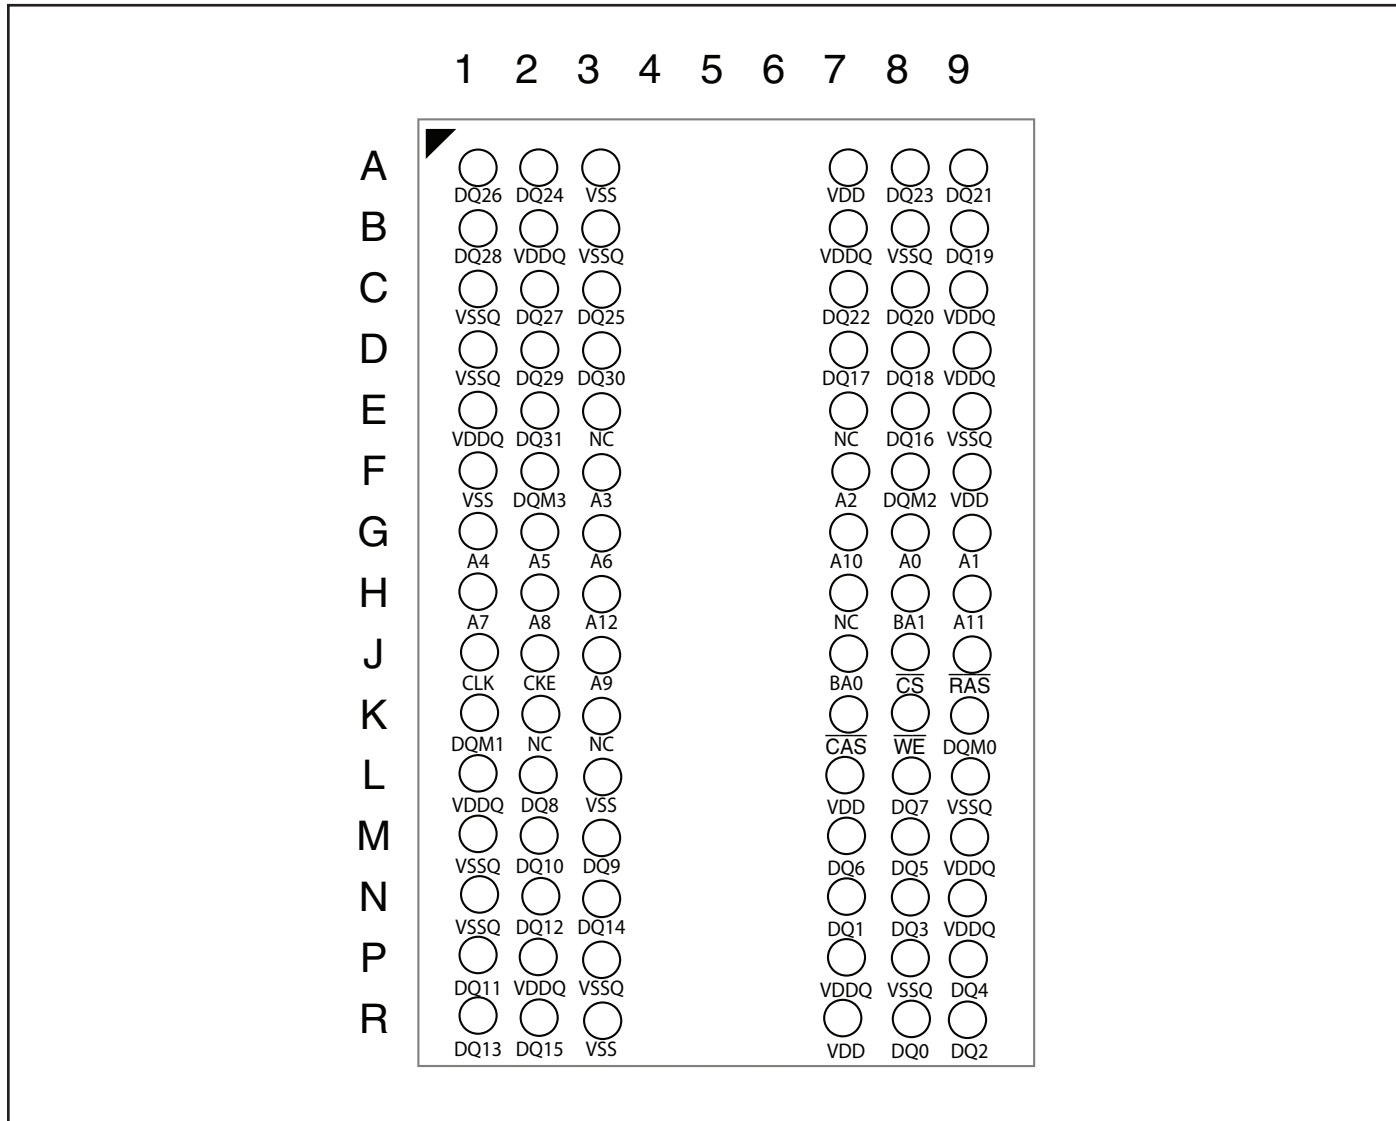 1 2 3 4 5 6 7 8 9
A
DQ26 DQ24 VSS VDD DQ23 DQ21
B
DQ28 VDDQ VSSQ VDDQ VSSQ DQ19
C
VSSQ DQ27 DQ25 DQ22 DQ20 VDDQ
D
VSSQ DQ29 DQ30 DQ17 DQ18 VDDQ
E
VDDQ DQ31 NC NC DQ16 VSSQ
F
VSS DQM3 A3 A2 DQM2 VDD
G
A4 A5 A6 A10 A0 A1
H
A7 A8 A12 NC BA1 A11
J
CLK CKE A9 BA0 C̅S̅ R̅A̅S̅
K
DQM1 NC NC C̅A̅S̅ W̅E̅ DQM0
L
VDDQ DQ8 VSS VDD DQ7 VSSQ
M
VSSQ DQ10 DQ9 DQ6 DQ5 VDDQ
N
VSSQ DQ12 DQ14 DQ1 DQ3 VDDQ
P
DQ11 VDDQ VSSQ VDDQ VSSQ DQ4
R
DQ13 DQ15 VSS VDD DQ0 DQ2